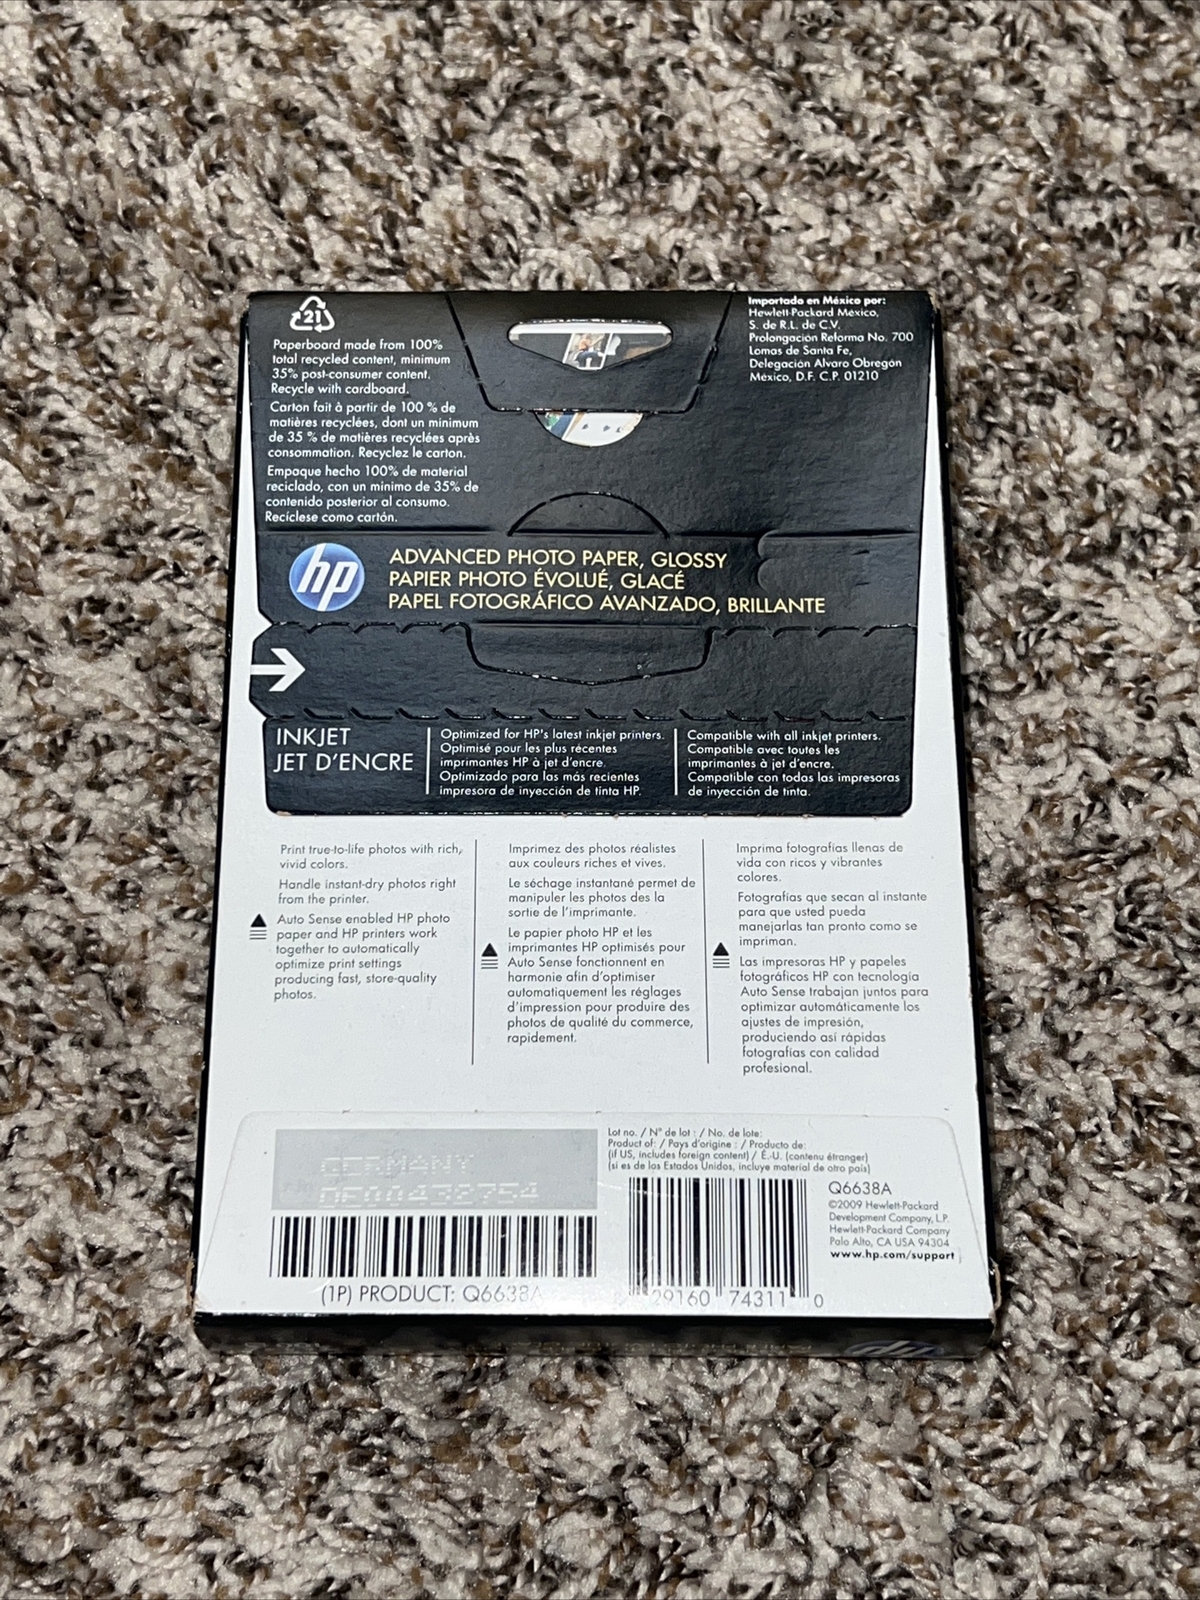 21
Paperboard made from 100%
total recycled content, minimum
35% post-consumer content.
Recycle with cardboard.
Carton fait à partir de 100 % de
matières recyclées, dont un minimum
de 35 % de matières recyclées après
consommation. Recyclez le carton.
Empaque hecho 100% de material
reciclado, con un mínimo de 35% de
contenido posterior al consumo.
Recíclese como cartón.
Importado en México por:
Hewlett-Packard México,
S. de R.L. de C.V.
Prolongación Reforma No. 700
Lomas de Santa Fe,
Delegación Alvaro Obregón
México, D.F. C.P. 01210
hp
ADVANCED PHOTO PAPER, GLOSSY
PAPIER PHOTO ÉVOLUÉ, GLACÉ
PAPEL FOTOGRÁFICO AVANZADO, BRILLANTE
INKJET
JET D'ENCRE
Optimized for HP's latest inkjet printers.
Optimisé pour les plus récentes
imprimantes HP à jet d'encre.
Optimizado para las más recientes
impresora de inyección de tinta HP.
Compatible with all inkjet printers.
Compatible avec toutes les
imprimantes à jet d'encre.
Compatible con todas las impresoras
de inyección de tinta.
Print true-to-life photos with rich,
vivid colors.
Handle instant-dry photos right
from the printer.
Auto Sense enabled HP photo
paper and HP printers work
together to automatically
optimize print settings
producing fast, store-quality
photos.
Imprimez des photos réalistes
aux couleurs riches et vives.
Le séchage instantané permet de
manipuler les photos des la
sortie de l'imprimante.
Le papier photo HP et les
imprimantes HP optimisés pour
Auto Sense fonctionnent en
harmonie afin d'optimiser
automatiquement les réglages
d'impression pour produire des
photos de qualité du commerce,
rapidement.
Imprima fotografías llenas de
vida con ricos y vibrantes
colores.
Fotografías que secan al instante
para que usted pueda
manejarlas tan pronto como se
impriman.
Las impresoras HP y papeles
fotográficos HP con tecnología
Auto Sense trabajan juntos para
optimizar automáticamente los
ajustes de impresión,
produciendo así rápidas
fotografías con calidad
profesional.
GERMANY
DE00432754
(1P) PRODUCT: Q6638A
Lot no. / N° de lot : / No. de lote:
Product of: / Pays d'origine : / Producto de:
(if US, includes foreign content) / É.-U. (contenu étranger)
(si es de los Estados Unidos, incluye material de otro país)
29160 74311 0
Q6638A
©2009 Hewlett-Packard
Development Company, L.P.
Hewlett-Packard Company
Palo Alto, CA USA 94304
www.hp.com/support
hp